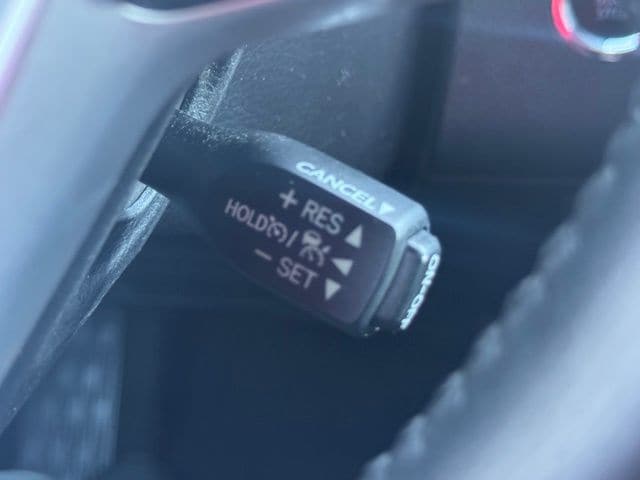 CANCEL
+ RES
HOLD /
- SET
ON-OFF